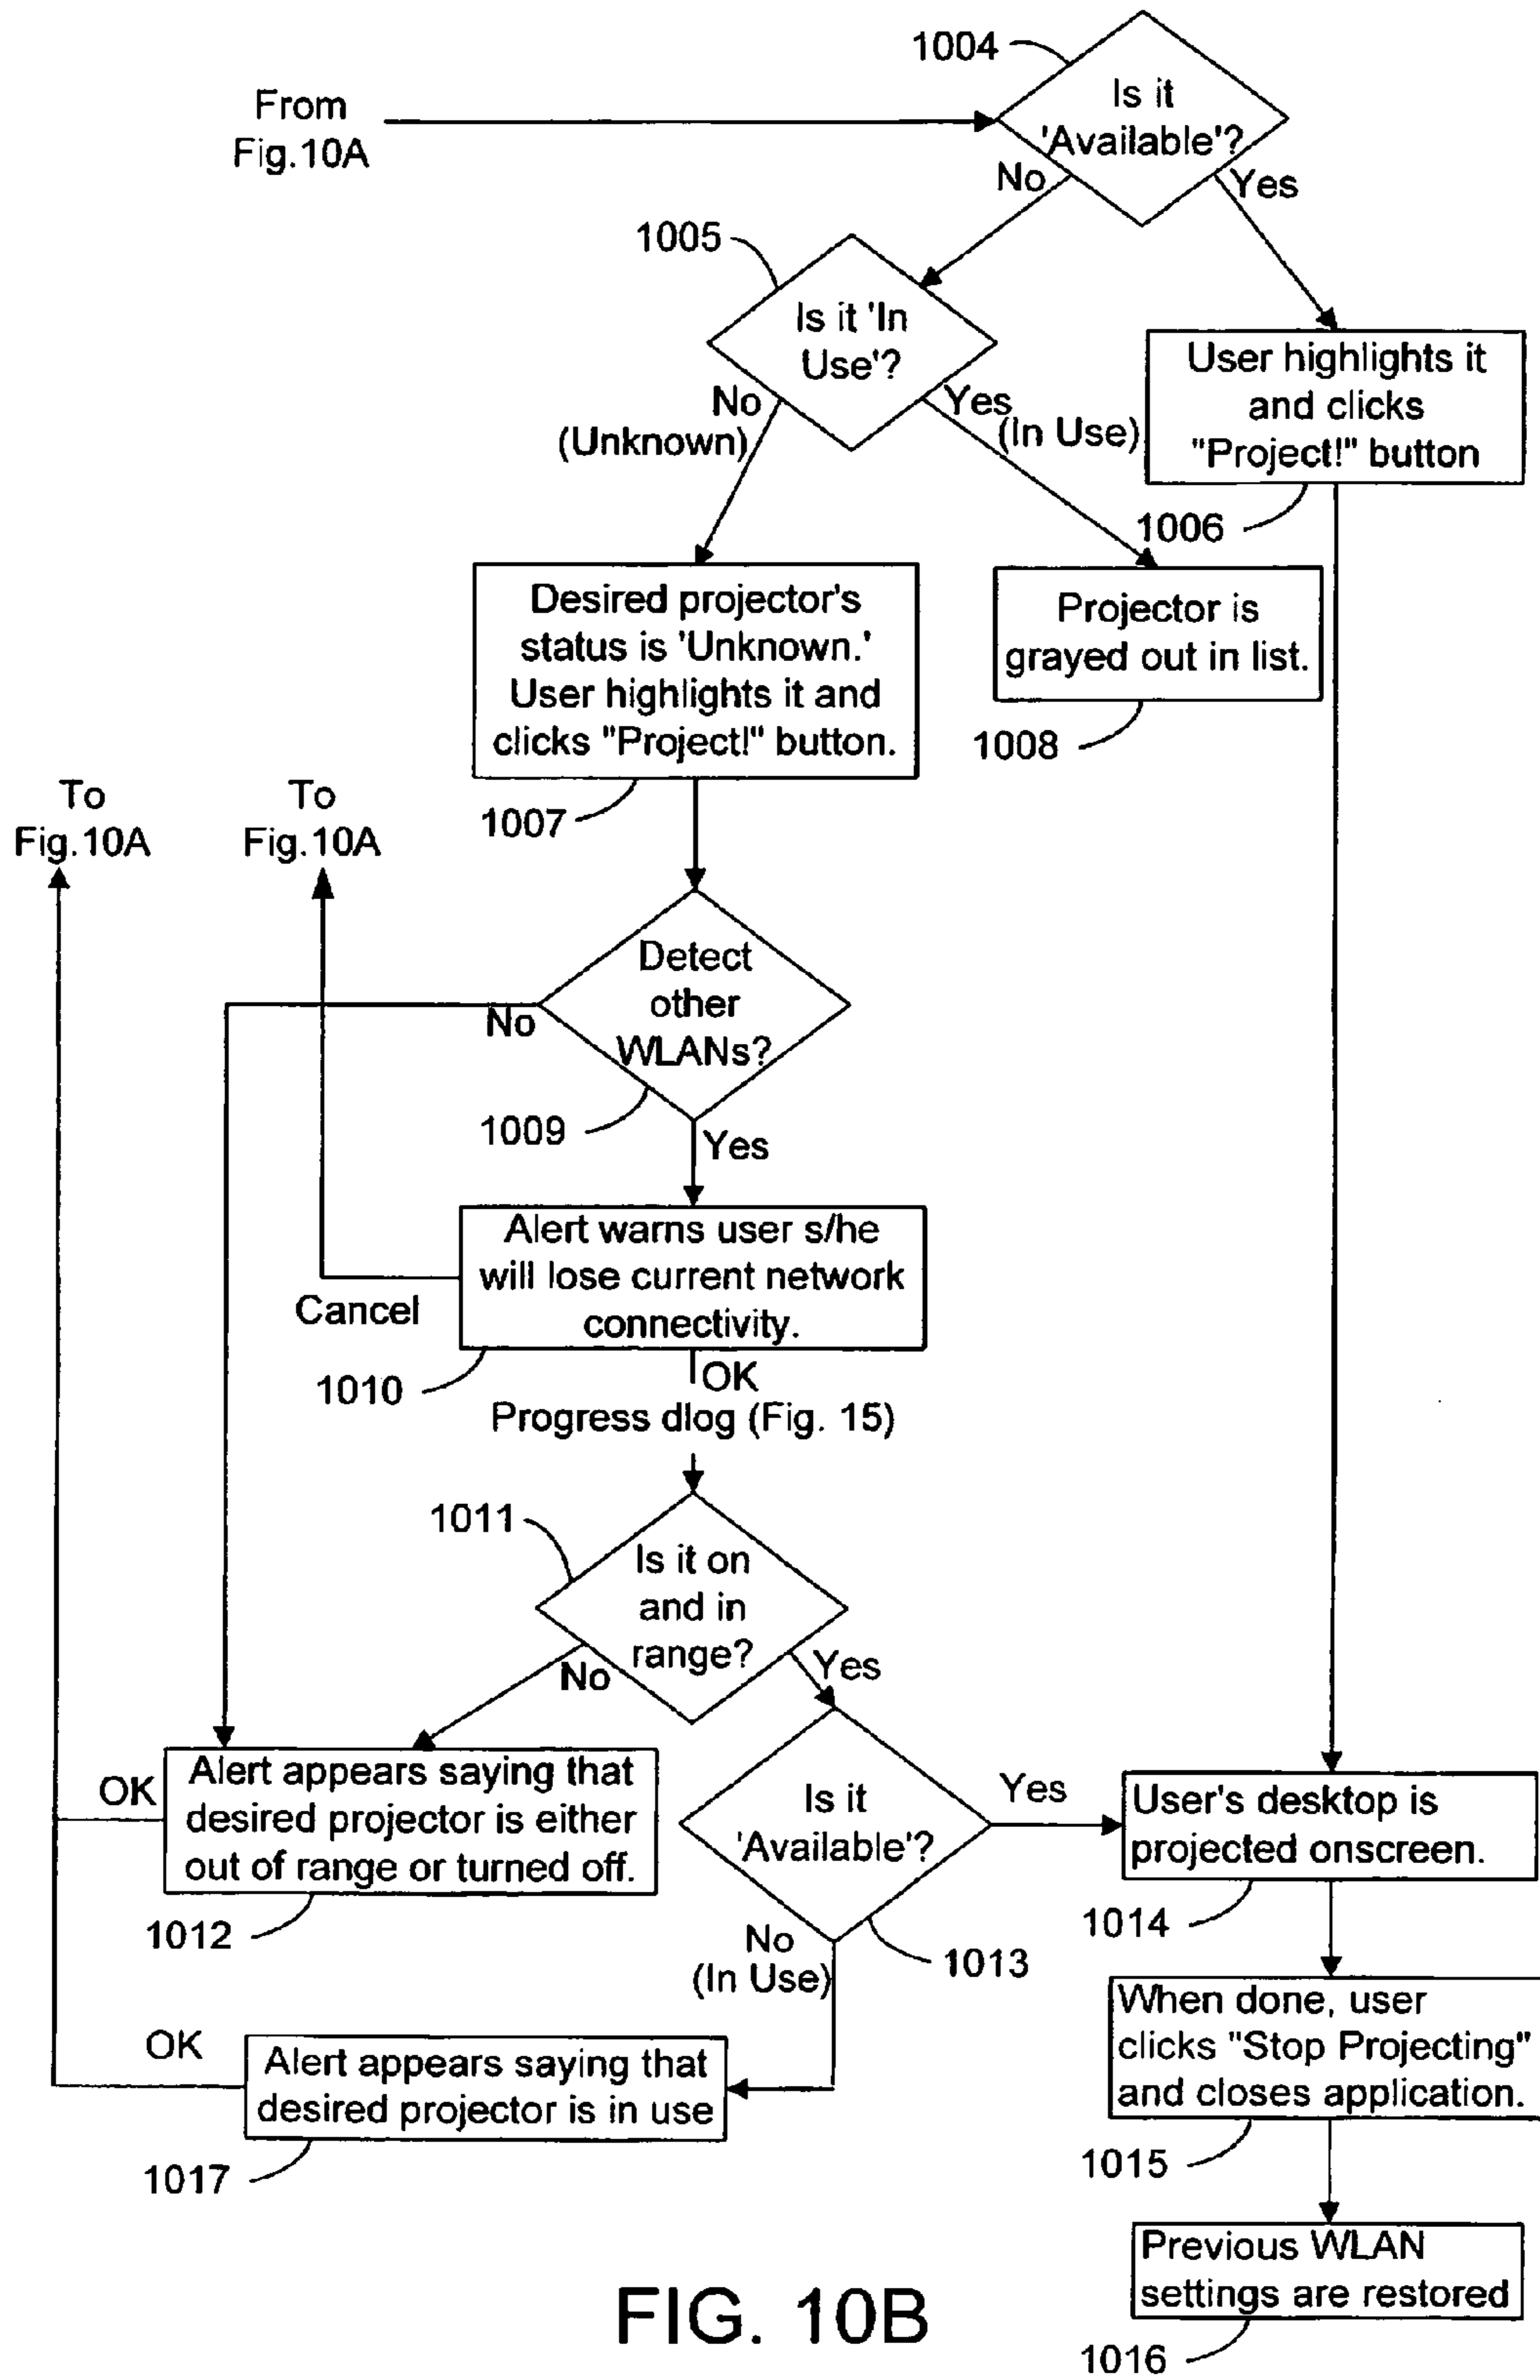 1004
Is it
'Available'?
From
Fig.10A
No
Yes
1005
Is it 'In
Use'?
No
(Unknown)
Yes
(In Use)
User highlights it
and clicks
"Project!" button
1006
Desired projector's
status is 'Unknown.'
User highlights it and
clicks "Project!" button.
1007
Projector is
grayed out in list.
1008
To
Fig.10A
To
Fig.10A
Detect
other
WLANs?
No
1009
Yes
Alert warns user s/he
will lose current network
connectivity.
Cancel
1010
OK
Progress dlog (Fig. 15)
1011
Is it on
and in
range?
No
Yes
Alert appears saying that
desired projector is either
out of range or turned off.
OK
1012
Is it
'Available'?
Yes
No
(In Use)
1013
User's desktop is
projected onscreen.
1014
When done, user
clicks "Stop Projecting"
and closes application.
1015
OK
Alert appears saying that
desired projector is in use
1017
Previous WLAN
settings are restored
1016
FIG. 10B